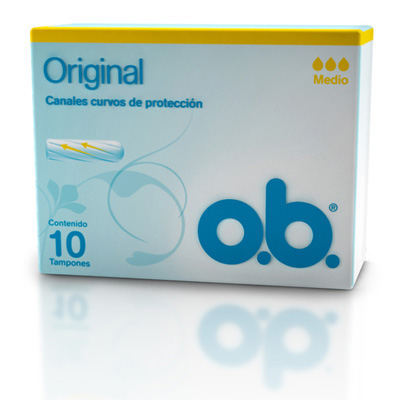 Original
Medio
Canales curvos de protección
Contenido
10
Tampones
o.b.®